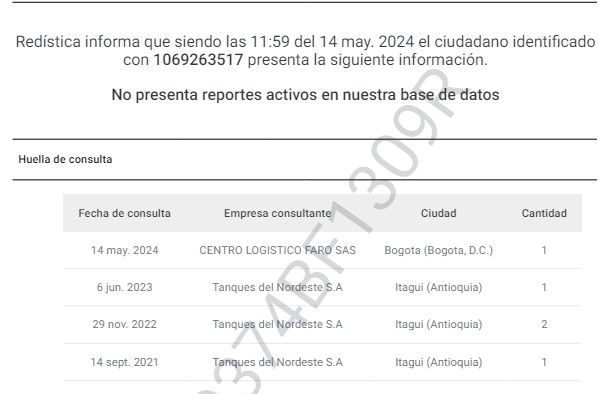 Redística informa que siendo las 11:59 del 14 may. 2024 el ciudadano identificado
con 1069263517 presenta la siguiente información.
No presenta reportes activos en nuestra base de datos
Huella de consulta
Fecha de consulta Empresa consultante Ciudad Cantidad
14 may. 2024 CENTRO LOGISTICO FARO SAS Bogota (Bogota, D.C.) 1
6 jun. 2023 Tanques del Nordeste S.A Itagui (Antioquia) 1
29 nov. 2022 Tanques del Nordeste S.A Itagui (Antioquia) 2
14 sept. 2021 Tanques del Nordeste S.A Itagui (Antioquia) 1